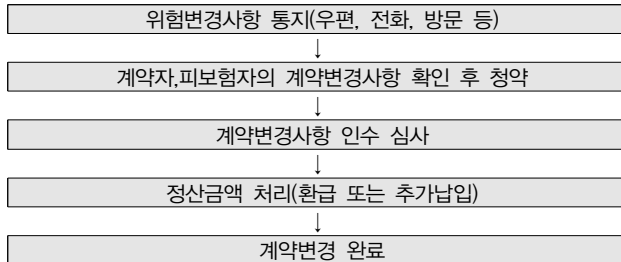 위험변경사항 통지(우편, 전화, 방문 등)
↓
계약자,피보험자의 계약변경사항 확인 후 청약
↓
계약변경사항 인수 심사
↓
정산금액 처리(환급 또는 추가납입)
↓
계약변경 완료